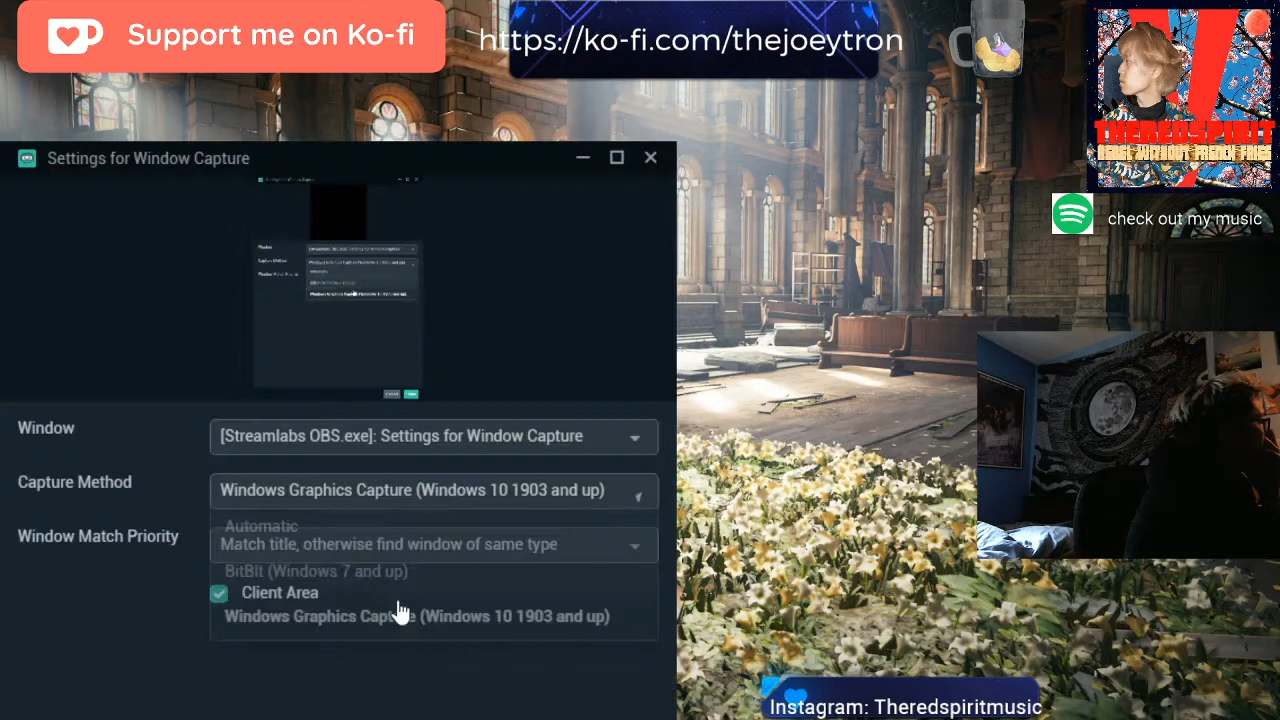 Support me on Ko-fi
https://ko-fi.com/thejoeytron
THEREDSPIRIT
check out my music
Settings for Window Capture
Window
[Streamlabs OBS.exe]: Settings for Window Capture
Capture Method
Windows Graphics Capture (Windows 10 1903 and up)
Automatic
Window Match Priority
Match title, otherwise find window of same type
BitBlt (Windows 7 and up)
Client Area
Windows Graphics Capture (Windows 10 1903 and up)
Instagram: Theredspiritmusic